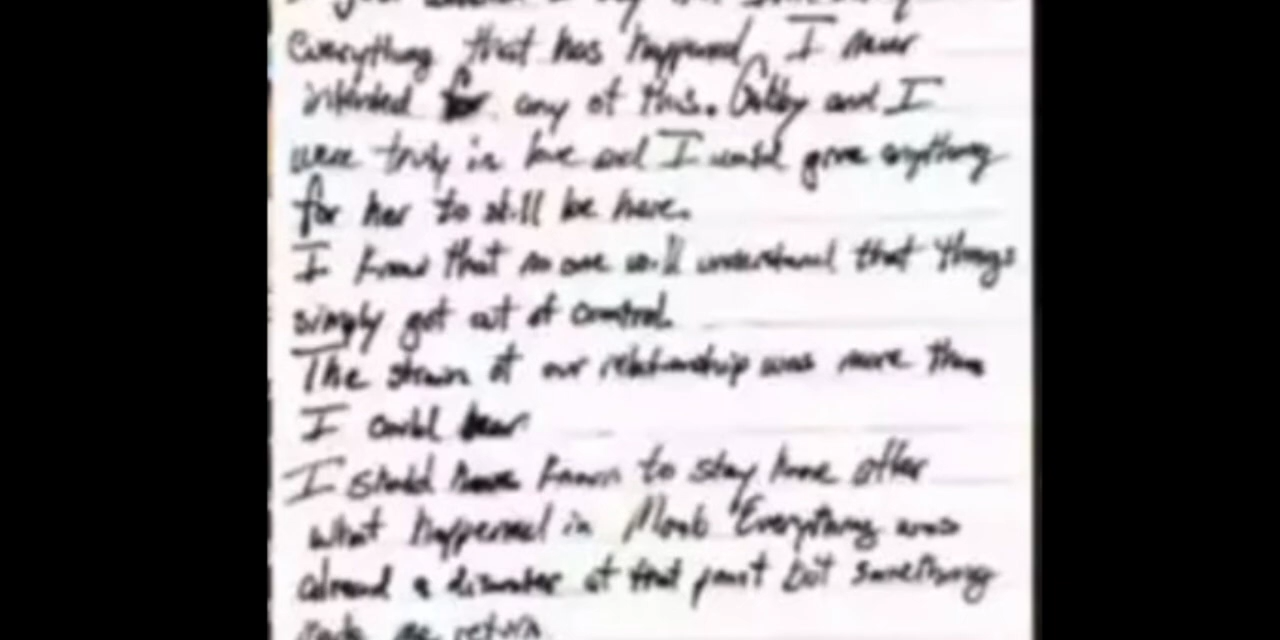 everything that has happened. I never
intended for any of this. Gabby and I
were truly in love and I would give anything
for her to still be here.
I know that no one will understand that things
simply got out of control.
The strain of our relationship was more than
I could bear
I should have known to stay home after
what happened in Moab Everything was
already a disaster at that point but something
made me return